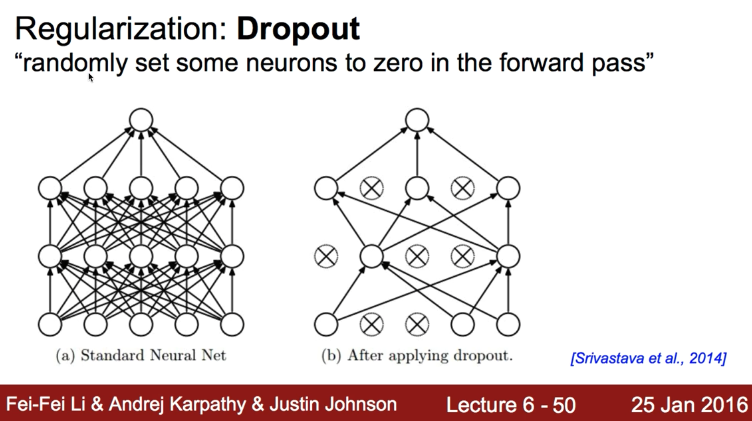 Regularization: Dropout
“randomly set some neurons to zero in the forward pass”
(a) Standard Neural Net
(b) After applying dropout.
[Srivastava et al., 2014]
Fei-Fei Li & Andrej Karpathy & Justin Johnson
Lecture 6 - 50
25 Jan 2016